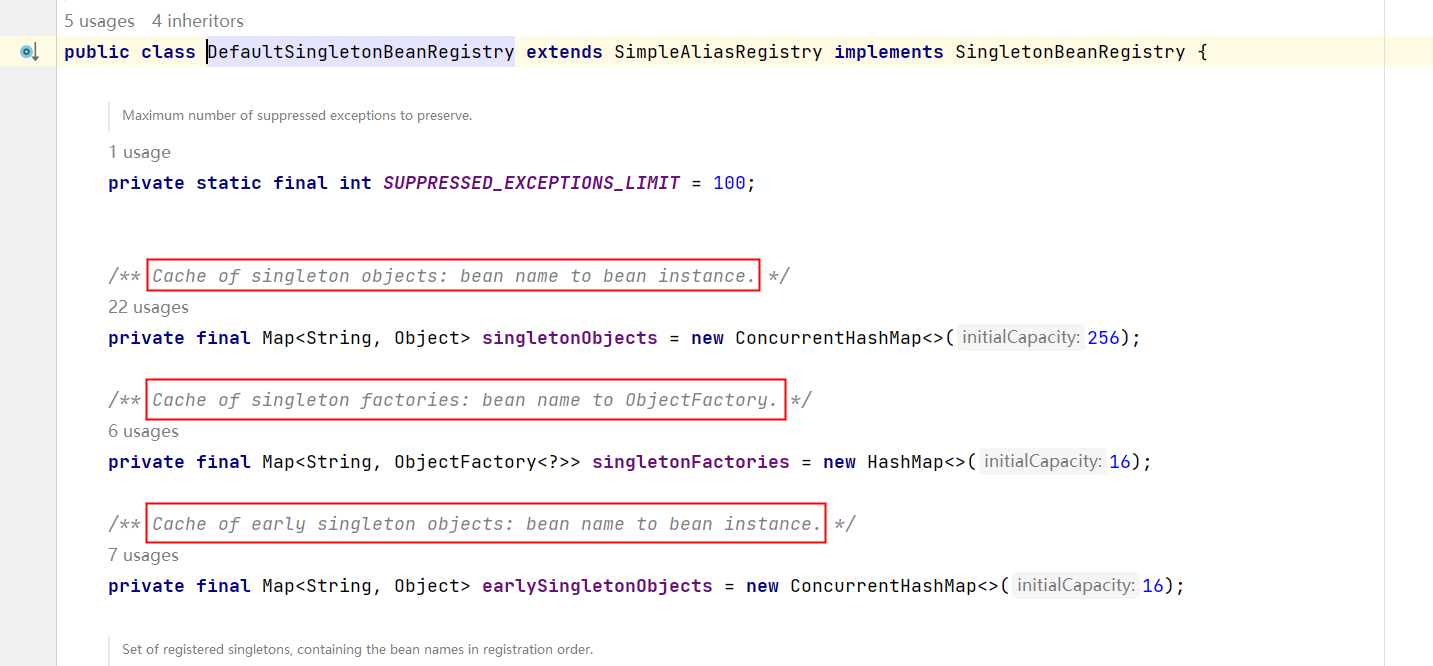 5 usages 4 inheritors
public class DefaultSingletonBeanRegistry extends SimpleAliasRegistry implements SingletonBeanRegistry {
Maximum number of suppressed exceptions to preserve.
1 usage
private static final int SUPPRESSED_EXCEPTIONS_LIMIT = 100;
/** Cache of singleton objects: bean name to bean instance. */
22 usages
private final Map<String, Object> singletonObjects = new ConcurrentHashMap<>( initialCapacity: 256);
/** Cache of singleton factories: bean name to ObjectFactory. */
6 usages
private final Map<String, ObjectFactory<?>> singletonFactories = new HashMap<>( initialCapacity: 16);
/** Cache of early singleton objects: bean name to bean instance. */
7 usages
private final Map<String, Object> earlySingletonObjects = new ConcurrentHashMap<>( initialCapacity: 16);
Set of registered singletons, containing the bean names in registration order.